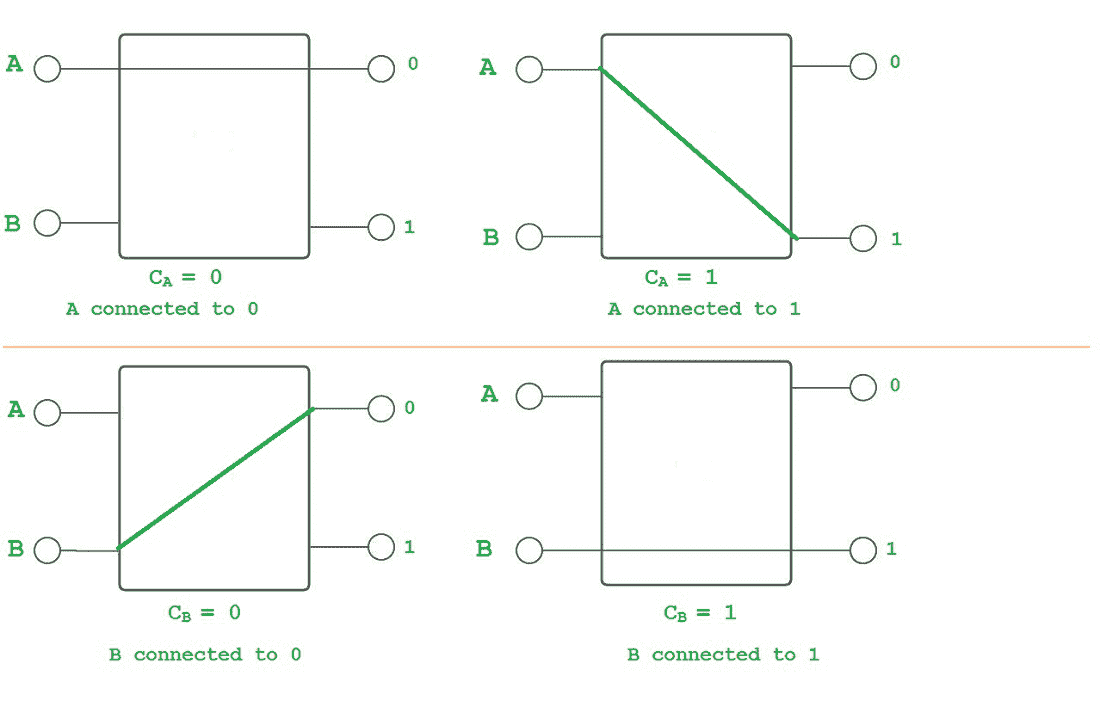 A 0
B 1
C_A = 0
A connected to 0
A 0
B 1
C_A = 1
A connected to 1
A 0
B 1
C_B = 0
B connected to 0
A 0
B 1
C_B = 1
B connected to 1